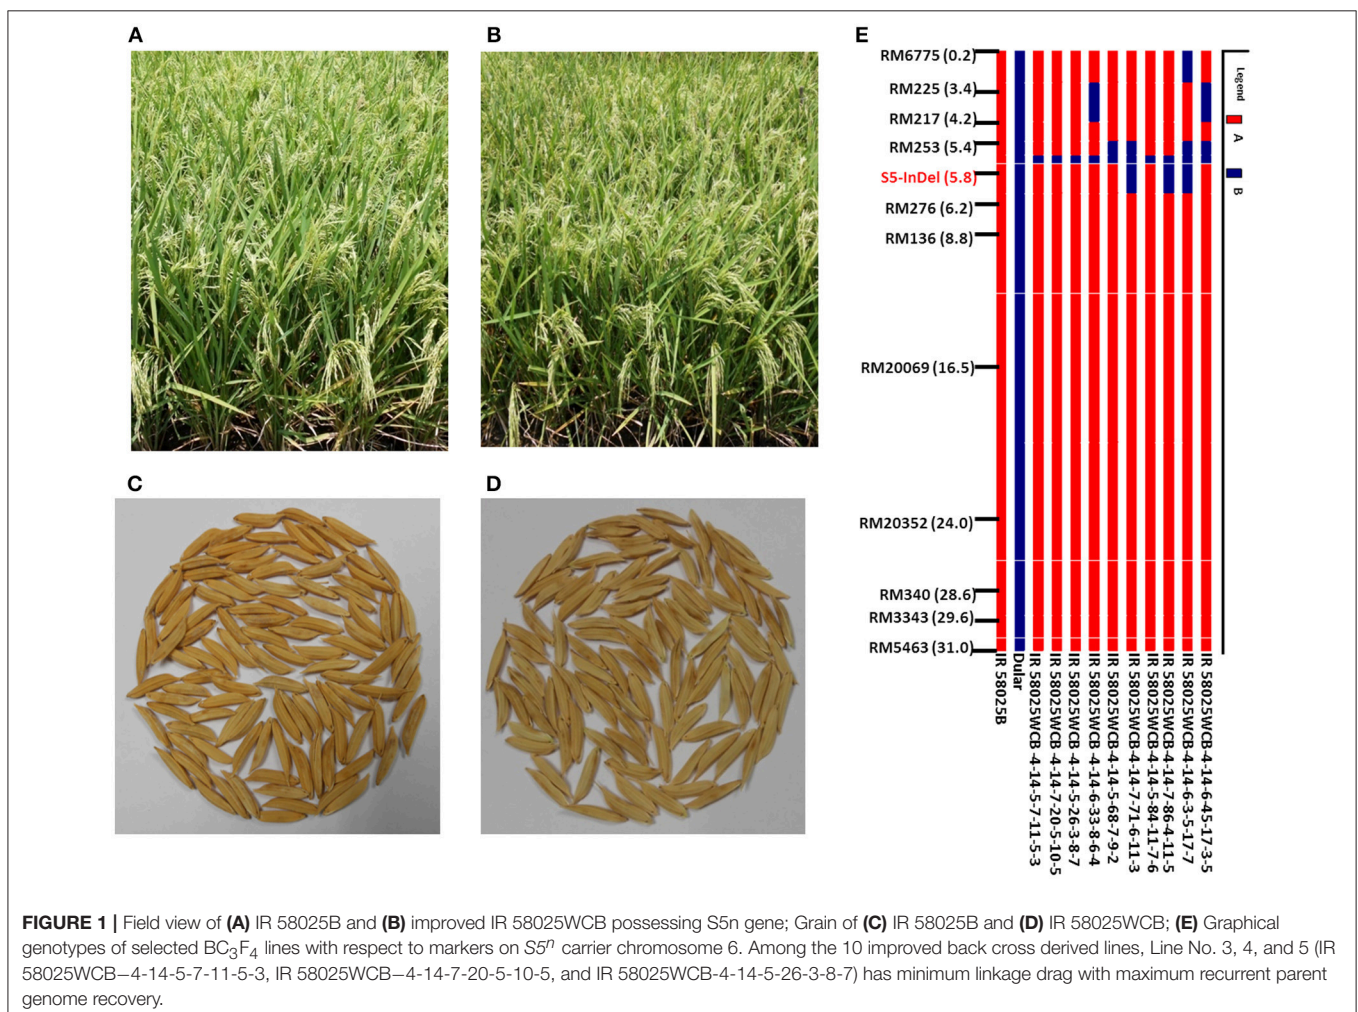 A
B
C
D
E
RM6775 (0.2)
RM225 (3.4)
RM217 (4.2)
RM253 (5.4)
S5-InDel (5.8)
RM276 (6.2)
RM136 (8.8)
RM20069 (16.5)
RM20352 (24.0)
RM340 (28.6)
RM3343 (29.6)
RM5463 (31.0)
Legend
A
B
IR 58025B
Dular
IR 58025WCB-4-14-5-7-11-5-3
IR 58025WCB-4-14-7-20-5-10-5
IR 58025WCB-4-14-5-26-3-8-7
IR 58025WCB-4-14-6-33-8-6-4
IR 58025WCB-4-14-5-68-7-9-2
IR 58025WCB-4-14-7-71-6-11-3
IR 58025WCB-4-14-5-84-11-7-6
IR 58025WCB-4-14-7-86-4-11-5
IR 58025WCB-4-14-6-3-5-17-7
IR 58025WCB-4-14-6-45-17-3-5
FIGURE 1 | Field view of (A) IR 58025B and (B) improved IR 58025WCB possessing S5n gene; Grain of (C) IR 58025B and (D) IR 58025WCB; (E) Graphical
genotypes of selected BC₃F₄ lines with respect to markers on S5ⁿ carrier chromosome 6. Among the 10 improved back cross derived lines, Line No. 3, 4, and 5 (IR
58025WCB–4-14-5-7-11-5-3, IR 58025WCB–4-14-7-20-5-10-5, and IR 58025WCB-4-14-5-26-3-8-7) has minimum linkage drag with maximum recurrent parent
genome recovery.